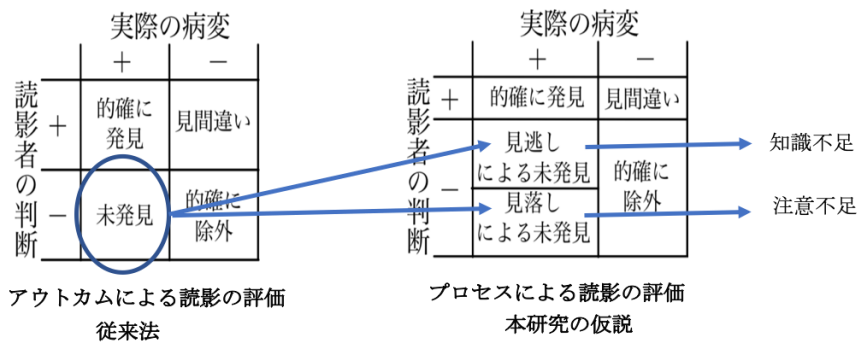 実際の病変
+ −
読影者の判断
+
的確に
発見
見間違い
−
未発見
的確に
除外
アウトカムによる読影の評価
従来法
実際の病変
+ −
読影者の判断
+
的確に発見
見間違い
−
見逃し
による未発見
見落し
による未発見
的確に
除外
知識不足
注意不足
プロセスによる読影の評価
本研究の仮説